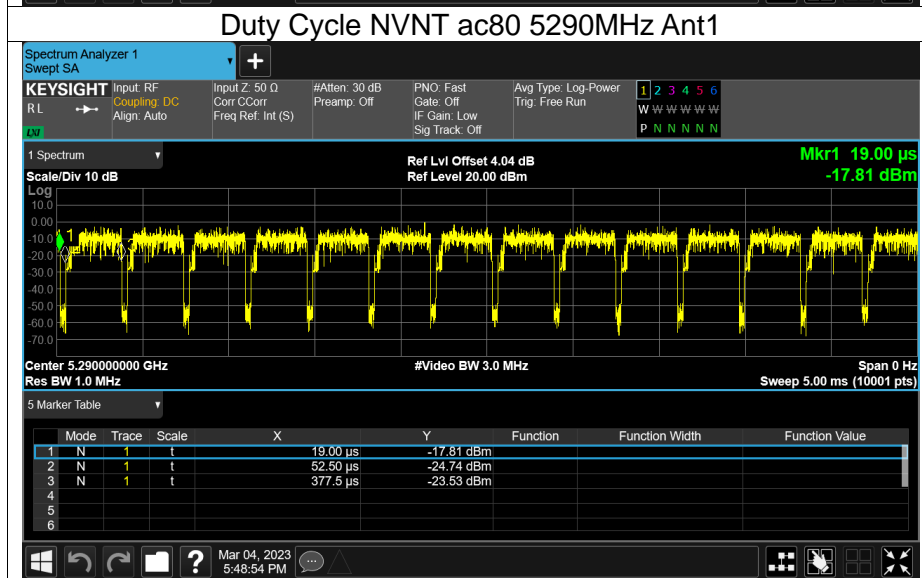 Duty Cycle NVNT ac80 5290MHz Ant1
Spectrum Analyzer 1
Swept SA
+
KEYSIGHT Input: RF Input Z: 50 Ω #Atten: 30 dB PNO: Fast Avg Type: Log-Power 1 2 3 4 5 6
R L Coupling: DC Corr CCorr Preamp: Off Gate: Off Trig: Free Run W W W W W W
Align: Auto Freq Ref: Int (S) IF Gain: Low
LXI Sig Track: Off P N N N N N
1 Spectrum Ref Lvl Offset 4.04 dB Mkr1 19.00 µs
Scale/Div 10 dB Ref Level 20.00 dBm -17.81 dBm
Log
10.0
0.00
1
-10.0
3
-20.0
-30.0
-40.0
-50.0
-60.0
-70.0
Center 5.290000000 GHz #Video BW 3.0 MHz Span 0 Hz
Res BW 1.0 MHz Sweep 5.00 ms (10001 pts)
5 Marker Table
Mode Trace Scale X Y Function Function Width Function Value
1 N 1 t 19.00 µs -17.81 dBm
2 N 1 t 52.50 µs -24.74 dBm
3 N 1 t 377.5 µs -23.53 dBm
4
5
6
? Mar 04, 2023
5:48:54 PM